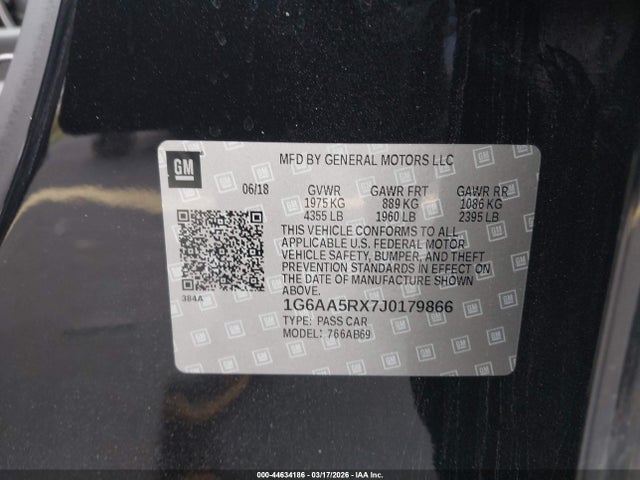 GM
MFD BY GENERAL MOTORS LLC
06/18 GVWR GAWR FRT GAWR RR
1975 KG 889 KG 1086 KG
4355 LB 1960 LB 2395 LB
THIS VEHICLE CONFORMS TO ALL
APPLICABLE U.S. FEDERAL MOTOR
VEHICLE SAFETY, BUMPER, AND THEFT
PREVENTION STANDARDS IN EFFECT ON
THE DATE OF MANUFACTURE SHOWN
ABOVE.
384A
1G6AA5RX7J0179866
TYPE: PASS CAR
MODEL: 766AB69
000-44634186 - 03/17/2026 - IAA Inc.